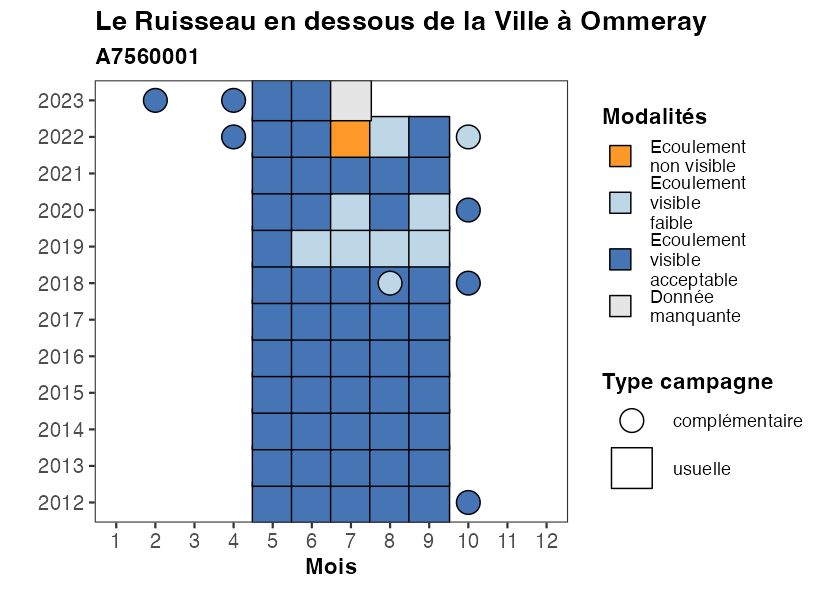 Le Ruisseau en dessous de la Ville à Ommeray
A7560001
2023
2022
2021
2020
2019
2018
2017
2016
2015
2014
2013
2012
1 2 3 4 5 6 7 8 9 10 11 12
Mois
Modalités
Ecoulement
non visible
Ecoulement
visible
faible
Ecoulement
visible
acceptable
Donnée
manquante
Type campagne
complémentaire
usuelle